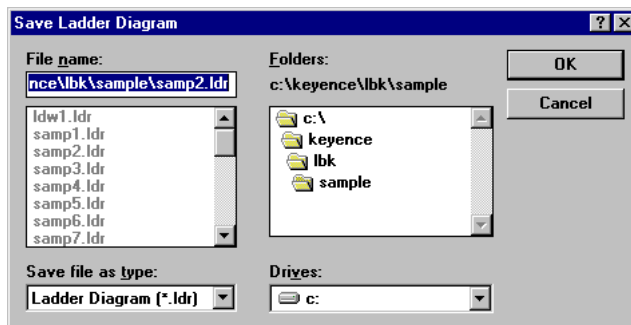 Save Ladder Diagram
File name:
nce\lbk\sample\samp2.ldr
ldw1.ldr
samp1.ldr
samp2.ldr
samp3.ldr
samp4.ldr
samp5.ldr
samp6.ldr
samp7.ldr
Save file as type:
Ladder Diagram (*.ldr)
Folders:
c:\keyence\lbk\sample
c:\
keyence
lbk
sample
Drives:
c:
OK
Cancel